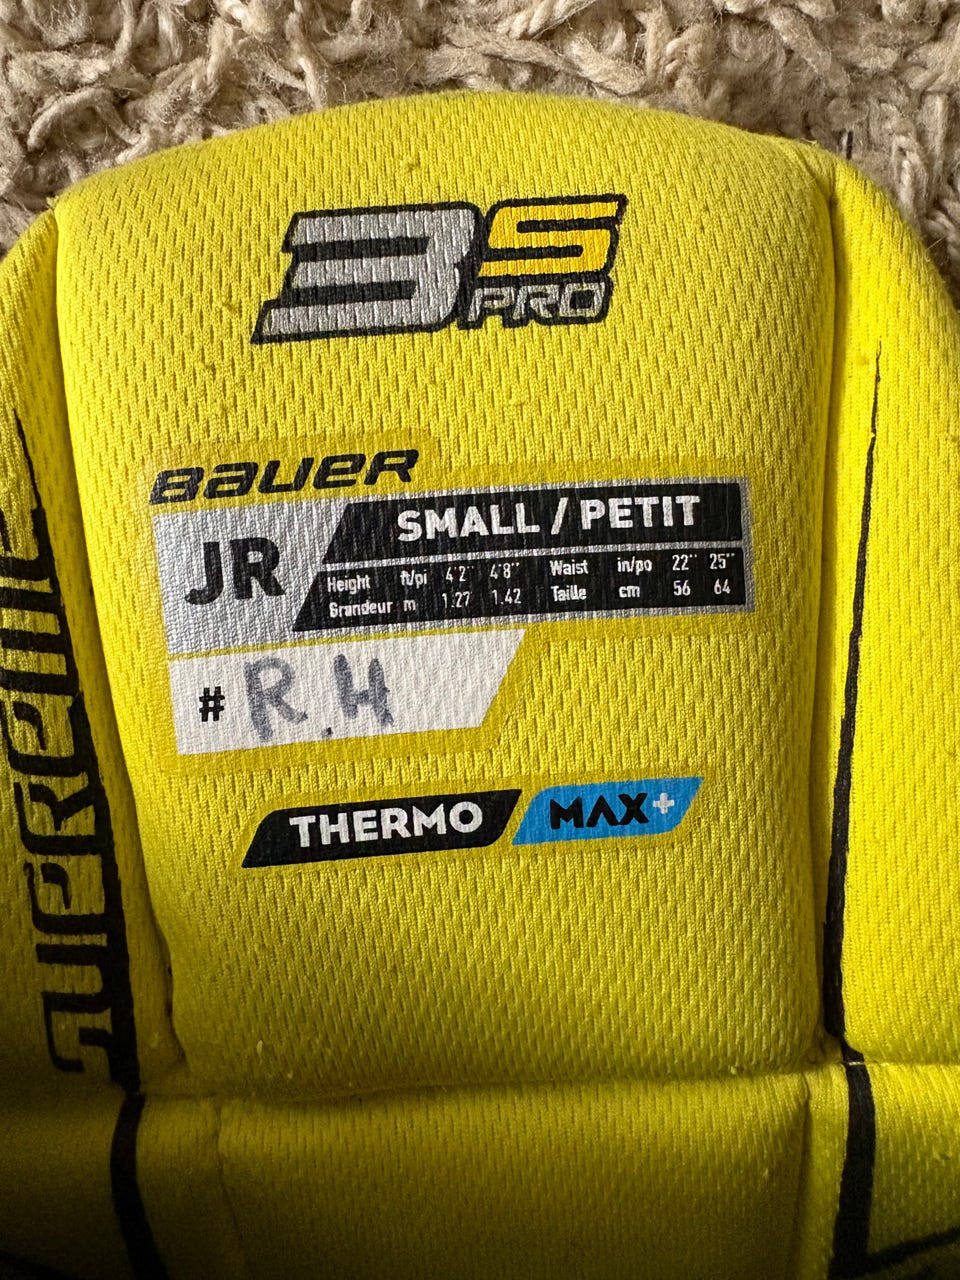 3S PRO
BAUER
JR
SMALL / PETIT
Height ft/pi 4'2" 4'8" Waist in/po 22" 25"
Grandeur m 1.27 1.42 Taille cm 56 64
# R.H
THERMO MAX+
SUPREME